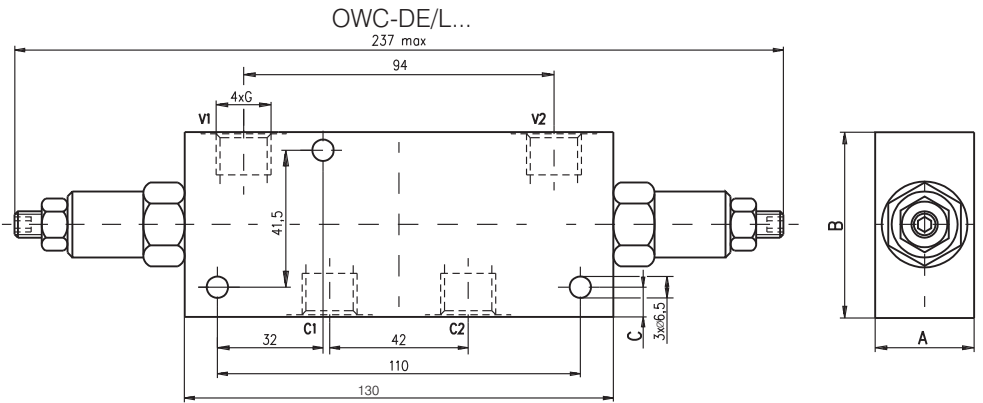 OWC-DE/L...
237 max
94
4xG
V1
V2
41,5
B
C1
C2
C
3xø6,5
32
42
A
110
130